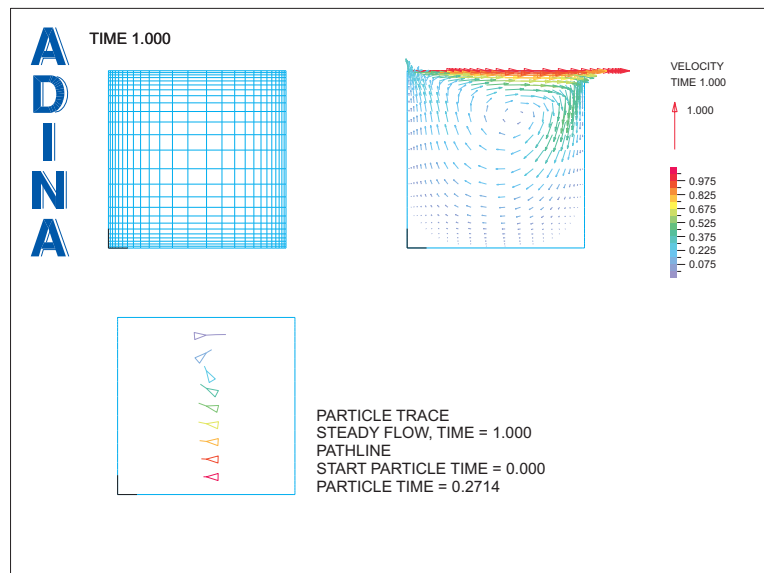 ADINA
TIME 1.000
VELOCITY
TIME 1.000
1.000
0.975
0.825
0.675
0.525
0.375
0.225
0.075
PARTICLE TRACE
STEADY FLOW, TIME = 1.000
PATHLINE
START PARTICLE TIME = 0.000
PARTICLE TIME = 0.2714